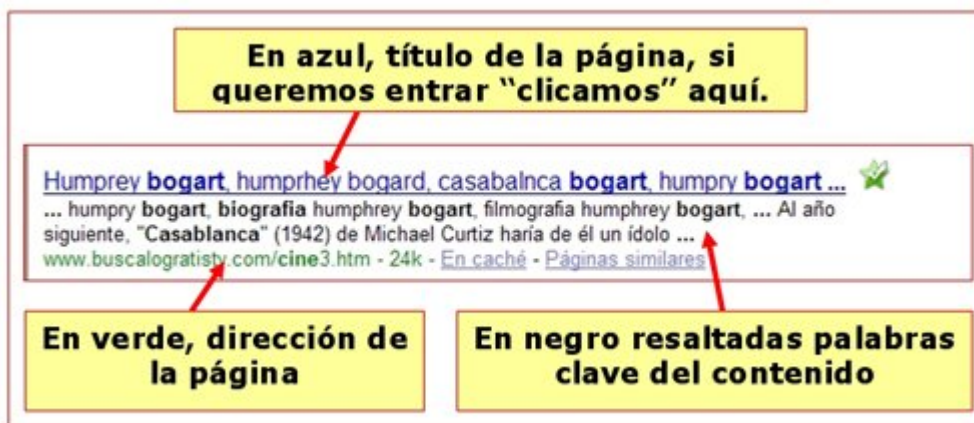 En azul, título de la página, si
queremos entrar “clicamos” aquí.
Humprey bogart, humprhey bogard, casabalnca bogart, humpry bogart ...
... humpry bogart, biografia humphrey bogart, filmografia humphrey bogart, ... Al año
siguiente, "Casablanca" (1942) de Michael Curtiz haría de él un ídolo ...
www.buscalogratistv.com/cine3.htm - 24k - En caché - Páginas similares
En verde, dirección de
la página
En negro resaltadas palabras
clave del contenido